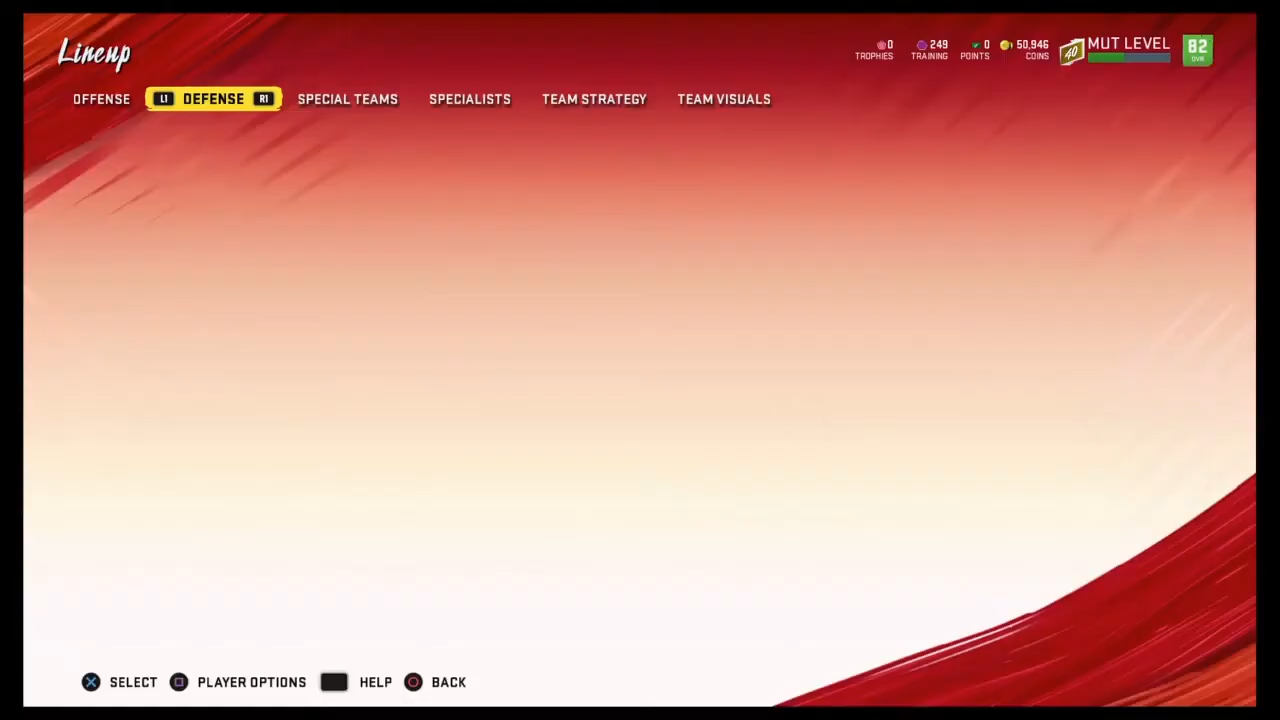 Lineup
0 TROPHIES
249 TRAINING
0 POINTS
50,946 COINS
40 MUT LEVEL
82 OVR
OFFENSE L1 DEFENSE R1 SPECIAL TEAMS SPECIALISTS TEAM STRATEGY TEAM VISUALS
SELECT PLAYER OPTIONS HELP BACK